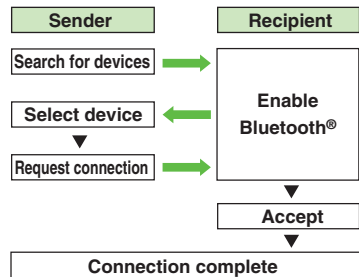 Sender
Recipient
Search for devices
Enable
Bluetooth®
Select device
Request connection
Accept
Connection complete